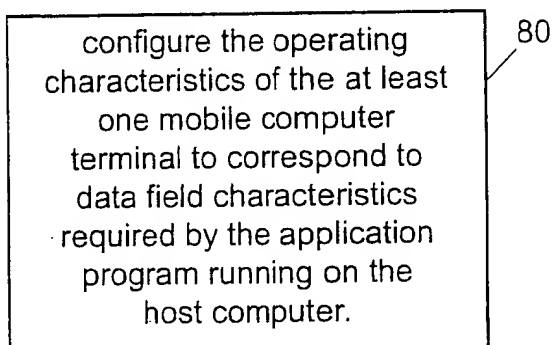 80
configure the operating
characteristics of the at least
one mobile computer
terminal to correspond to
data field characteristics
required by the application
program running on the
host computer.